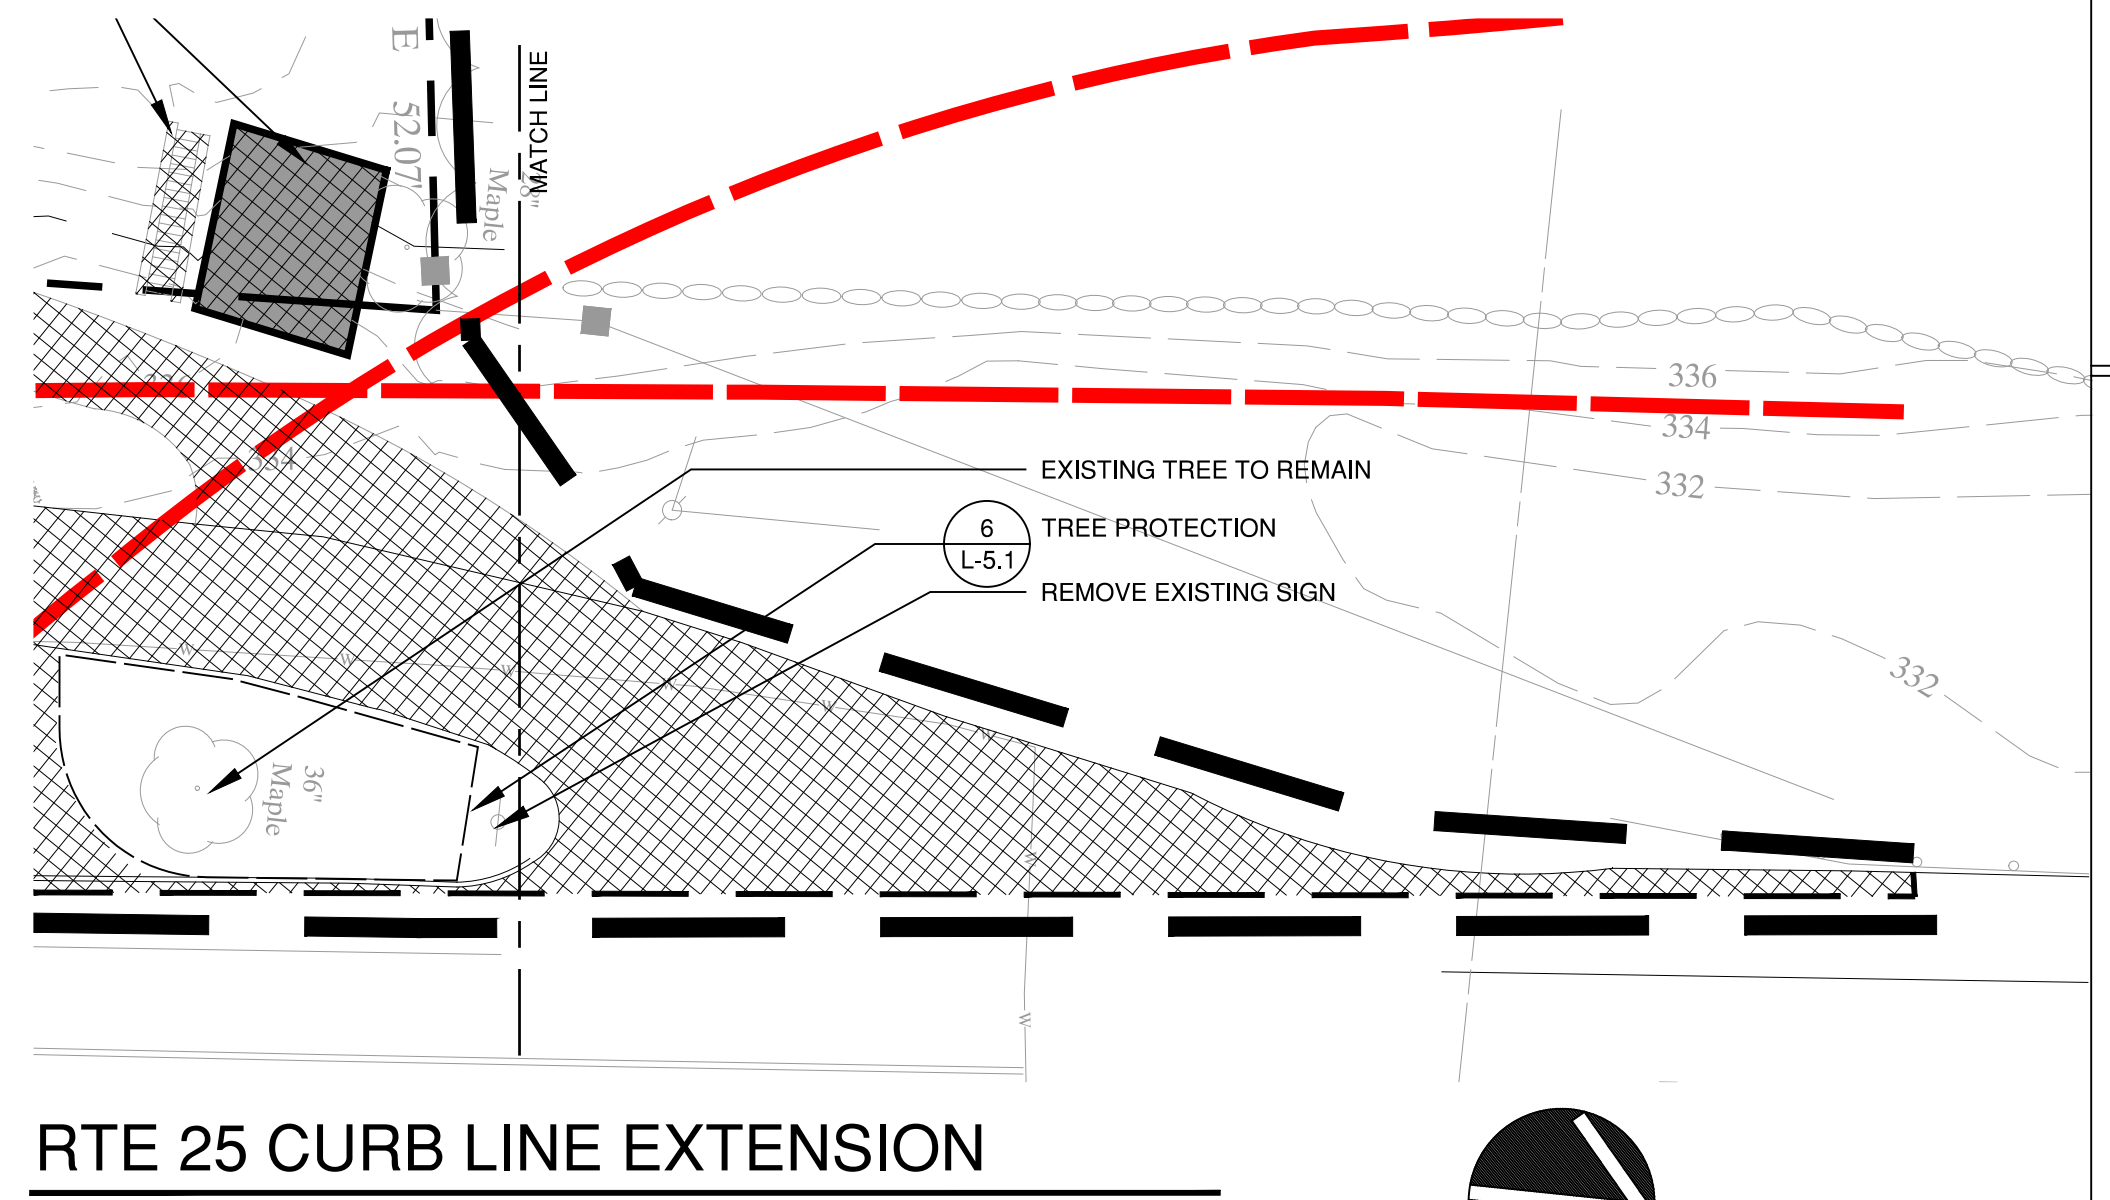 E 52.07'
MATCH LINE
28"
Maple
336
334
332
334
EXISTING TREE TO REMAIN
6
L-5.1
TREE PROTECTION
REMOVE EXISTING SIGN
332
W
W
W
W
W
W
36"
Maple
W
W
RTE 25 CURB LINE EXTENSION